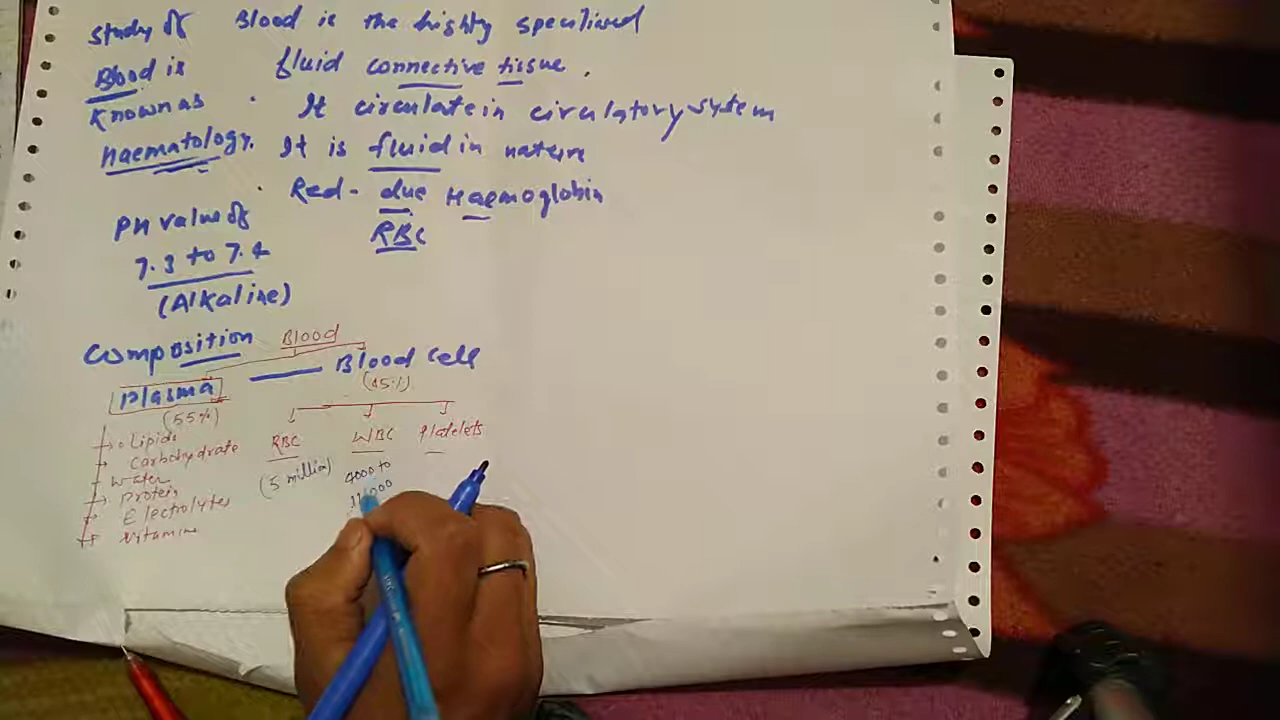 Study of
Blood is
known as
haematology.
Blood is the highly specilised
fluid connective tissue.
It circulate in circulatory system
It is fluid in nature
Red - due Haemoglobin
RBC
PH value of
7.3 to 7.4
(Alkaline)
Composition
Blood
Plasma
(55%)
Lipids
Carbohydrate
Water
Protein
Electrolytes
Vitamine
Blood cell
(45%)
RBC
(5 million)
WBC
4000 to
11000
Platelets